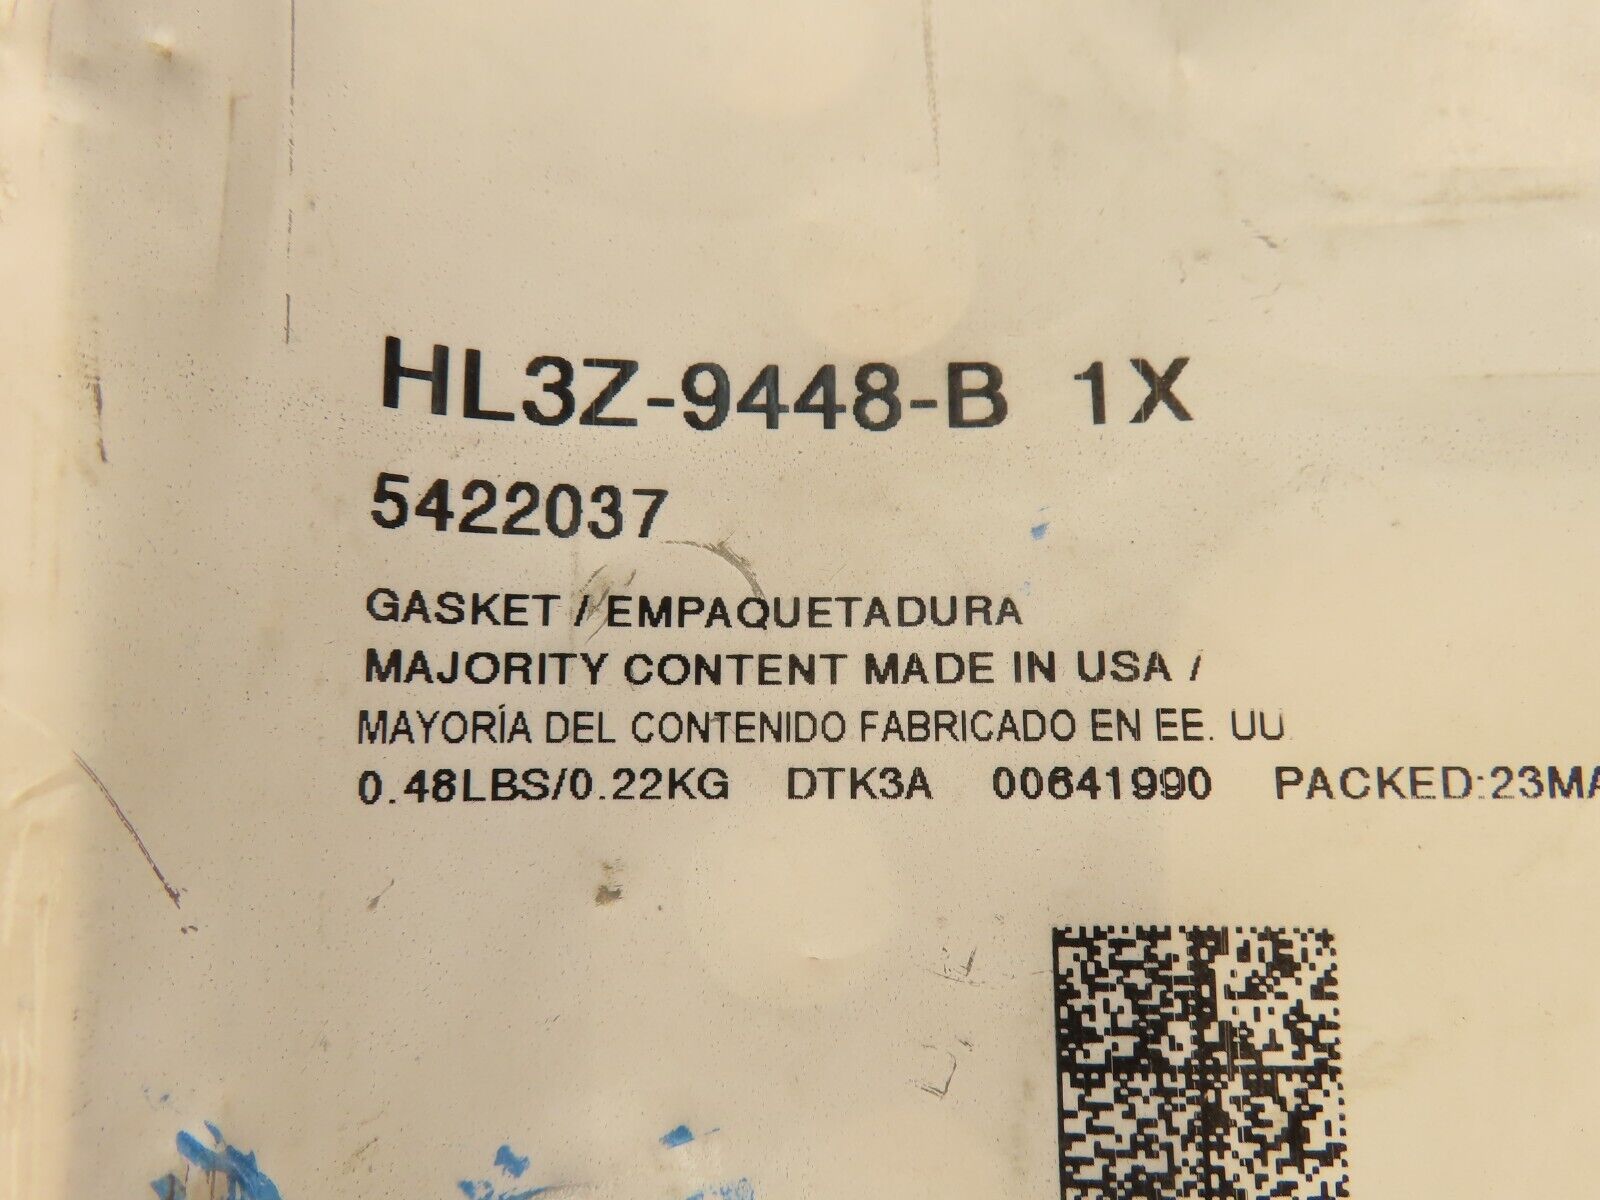 HL3Z-9448-B 1X
5422037
GASKET / EMPAQUETADURA
MAJORITY CONTENT MADE IN USA /
MAYORÍA DEL CONTENIDO FABRICADO EN EE. UU
0.48LBS/0.22KG DTK3A 00641990 PACKED:23MA